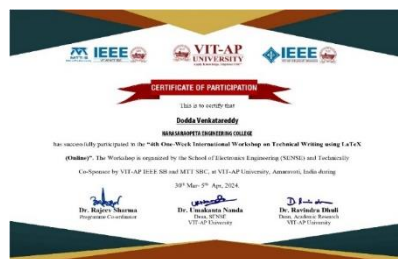 MTT-S IEEE VIT-AP UNIVERSITY IEEE
CERTIFICATE OF PARTICIPATION
This is to certify that
Dodda Venkatareddy
NARASARAOPETA ENGINEERING COLLEGE
has successfully participated in the "4th One-Week International Workshop on Technical Writing using LaTeX
(Online)". The Workshop is organized by the School of Electronics Engineering (SENSE) and Technically
Co-Sponsor by VIT-AP IEEE SB and MTT SBC, at VIT-AP University, Amaravati, India during
30th Mar- 5th Apr, 2024.
Dr. Rajeev Sharma
Programme Co-ordinator
Dr. Umakanta Nanda
Dean, SENSE
VIT-AP University
Dr. Ravindra Dhuli
Dean, Academic Research
VIT-AP University